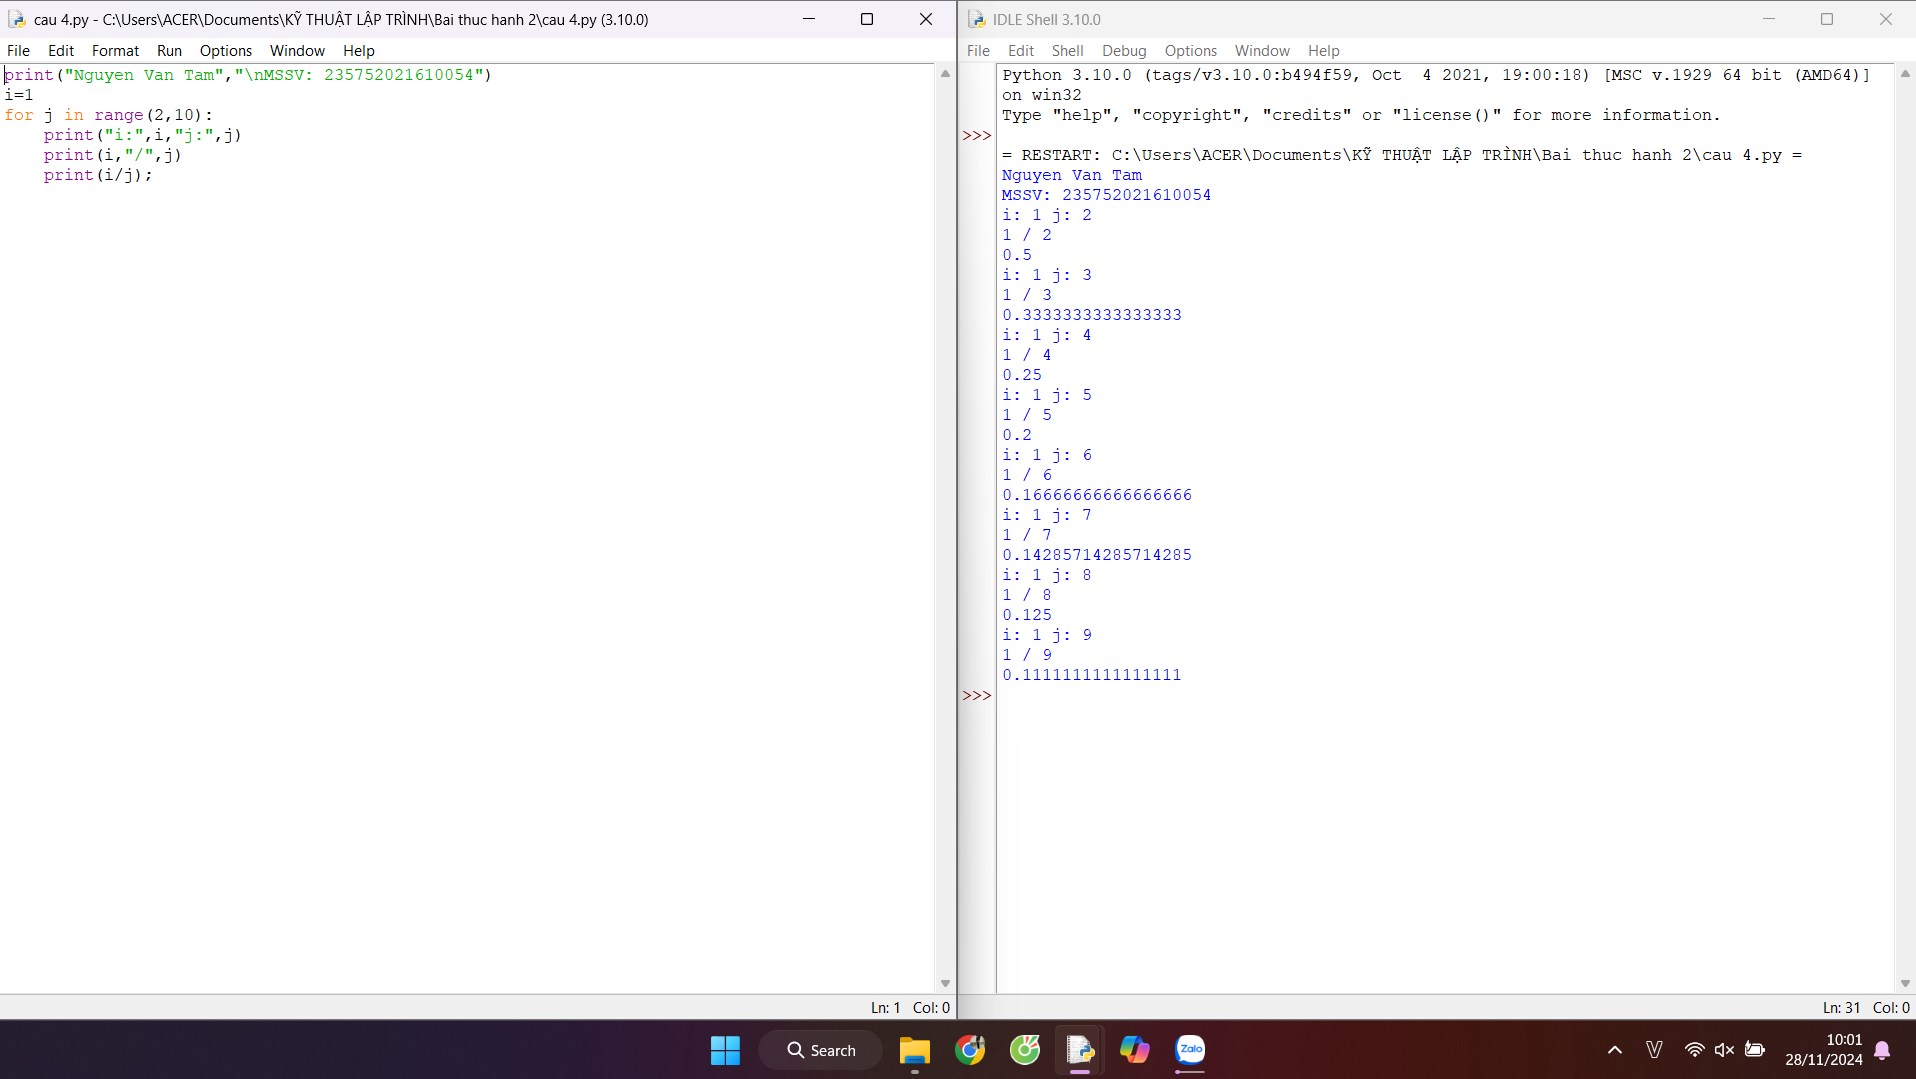 cau 4.py - C:\Users\ACER\Documents\KỸ THUẬT LẬP TRÌNH\Bai thuc hanh 2\cau 4.py (3.10.0)
File Edit Format Run Options Window Help
print("Nguyen Van Tam","\nMSSV: 235752021610054")
i=1
for j in range(2,10):
    print("i:",i,"j:",j)
    print(i,"/",j)
    print(i/j);
Ln: 1 Col: 0
IDLE Shell 3.10.0
File Edit Shell Debug Options Window Help
Python 3.10.0 (tags/v3.10.0:b494f59, Oct  4 2021, 19:00:18) [MSC v.1929 64 bit (AMD64)]
on win32
Type "help", "copyright", "credits" or "license()" for more information.
>>>
= RESTART: C:\Users\ACER\Documents\KỸ THUẬT LẬP TRÌNH\Bai thuc hanh 2\cau 4.py =
Nguyen Van Tam
MSSV: 235752021610054
i: 1 j: 2
1 / 2
0.5
i: 1 j: 3
1 / 3
0.3333333333333333
i: 1 j: 4
1 / 4
0.25
i: 1 j: 5
1 / 5
0.2
i: 1 j: 6
1 / 6
0.16666666666666666
i: 1 j: 7
1 / 7
0.14285714285714285
i: 1 j: 8
1 / 8
0.125
i: 1 j: 9
1 / 9
0.1111111111111111
>>>
Ln: 31 Col: 0
Search
Zalo
V
10:01
28/11/2024